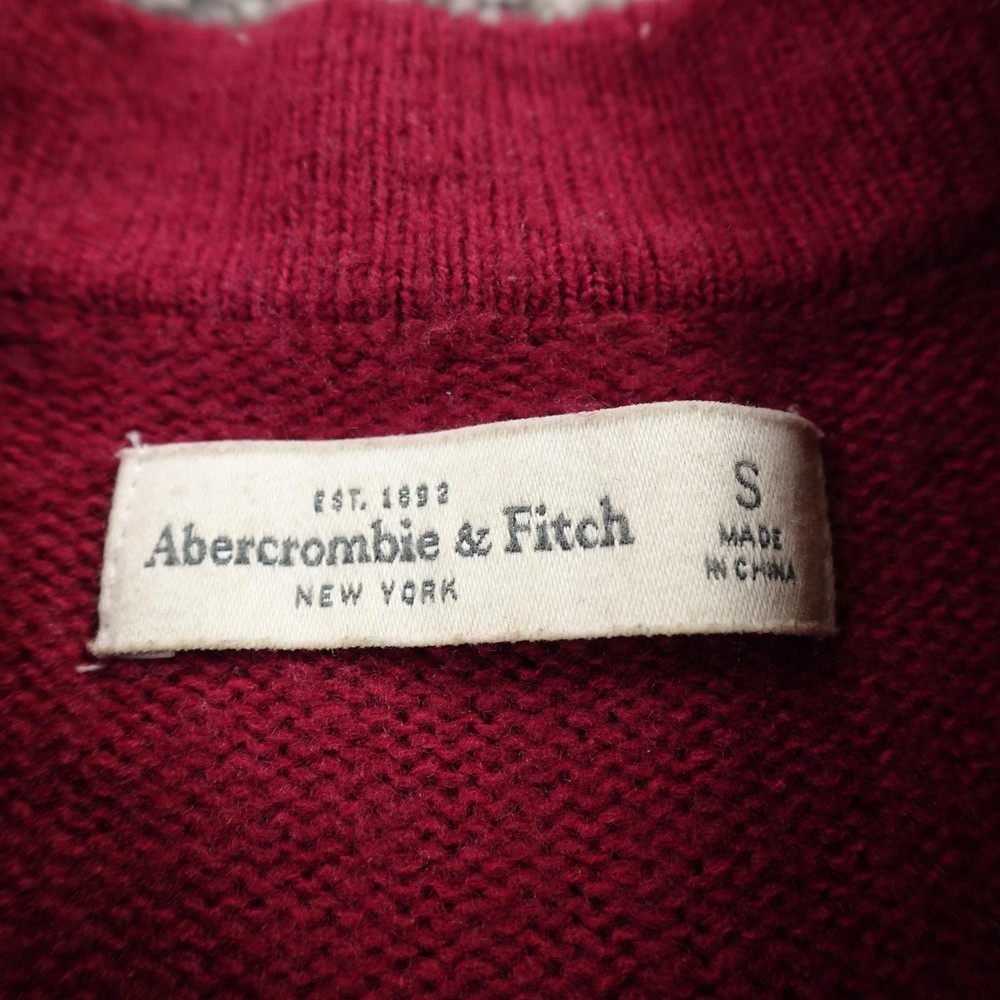 EST. 1892
Abercrombie & Fitch
NEW YORK
S
MADE
IN CHINA